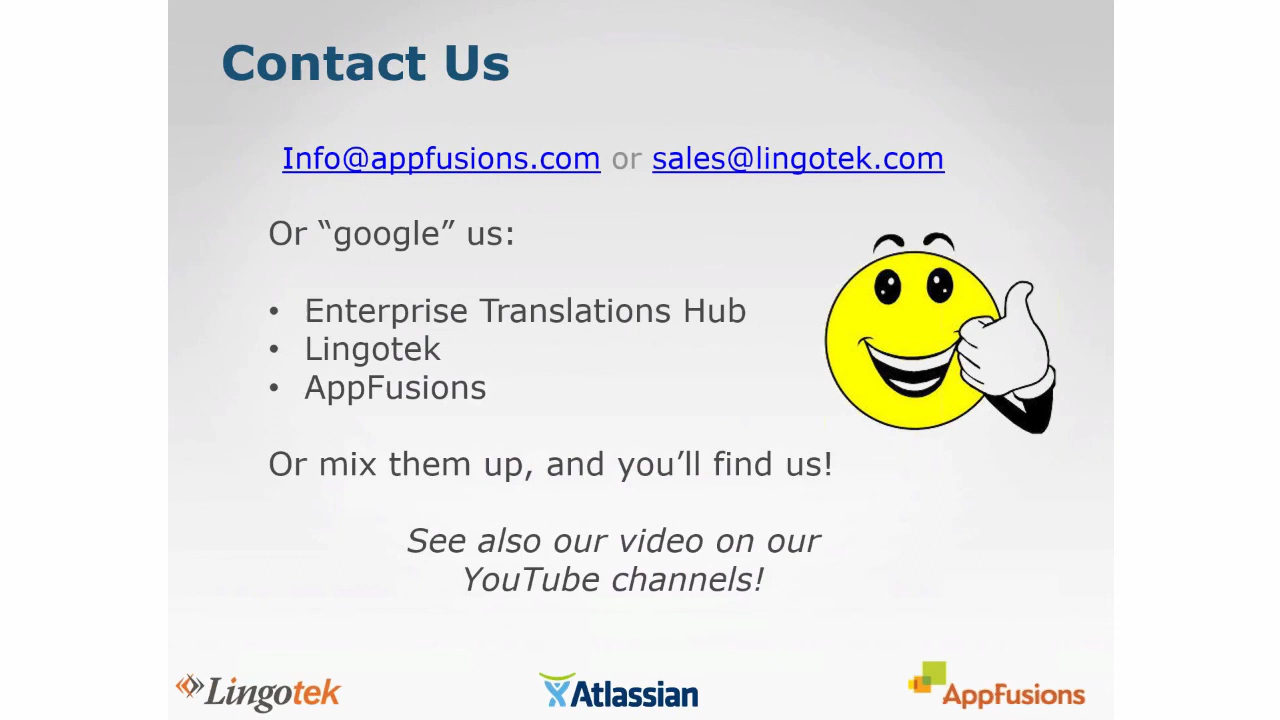 Contact Us
Info@appfusions.com or sales@lingotek.com
Or “google” us:
• Enterprise Translations Hub
• Lingotek
• AppFusions
Or mix them up, and you’ll find us!
See also our video on our
YouTube channels!
Lingotek
Atlassian
AppFusions